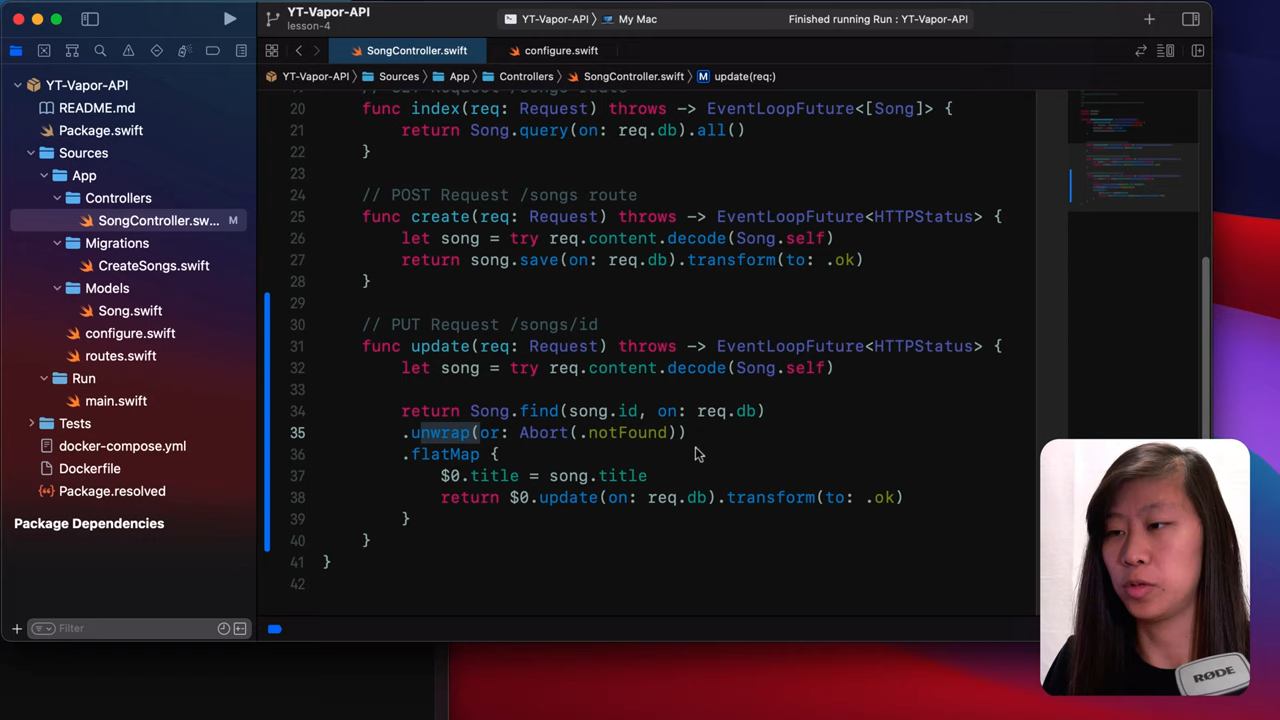 YT-Vapor-API
lesson-4
YT-Vapor-API 〉 My Mac
Finished running Run : YT-Vapor-API
SongController.swift
configure.swift
YT-Vapor-API 〉 Sources 〉 App 〉 Controllers 〉 SongController.swift 〉 M update(req:)
YT-Vapor-API
README.md
Package.swift
Sources
App
Controllers
SongController.sw... M
Migrations
CreateSongs.swift
Models
Song.swift
configure.swift
routes.swift
Run
main.swift
Tests
docker-compose.yml
Dockerfile
Package.resolved
Package Dependencies
Filter
20 func index(req: Request) throws -> EventLoopFuture<[Song]> {
21 return Song.query(on: req.db).all()
22 }
23
24 // POST Request /songs route
25 func create(req: Request) throws -> EventLoopFuture<HTTPStatus> {
26 let song = try req.content.decode(Song.self)
27 return song.save(on: req.db).transform(to: .ok)
28 }
29
30 // PUT Request /songs/id
31 func update(req: Request) throws -> EventLoopFuture<HTTPStatus> {
32 let song = try req.content.decode(Song.self)
33
34 return Song.find(song.id, on: req.db)
35 .unwrap(or: Abort(.notFound))
36 .flatMap {
37 $0.title = song.title
38 return $0.update(on: req.db).transform(to: .ok)
39 }
40 }
41 }
42
RØDE